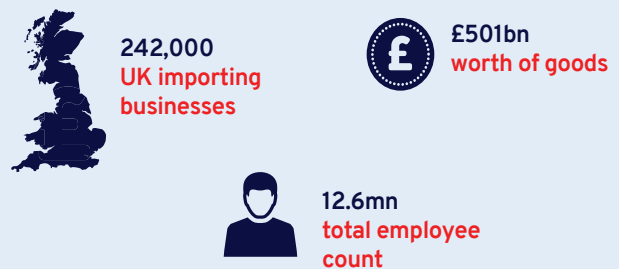 242,000
UK importing
businesses
£
£501bn
worth of goods
12.6mn
total employee
count